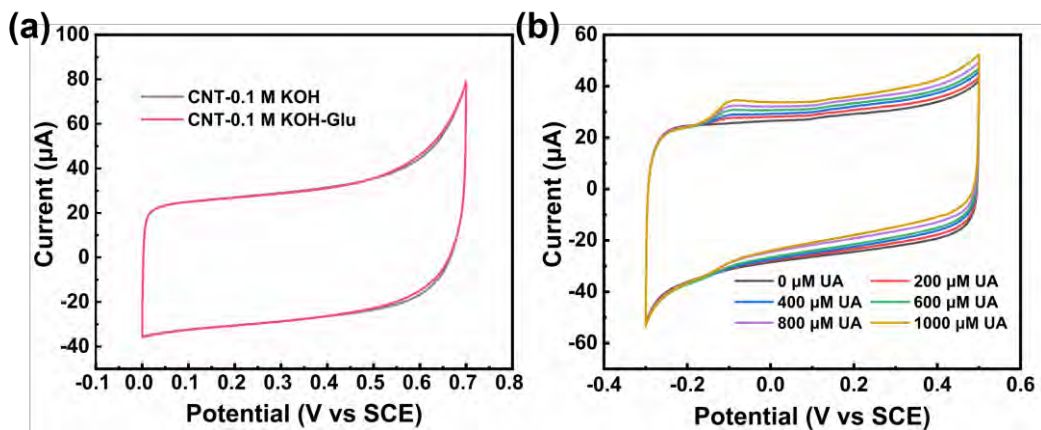 (a)
100
80
60
40
20
0
-20
-40
Current (µA)
CNT-0.1 M KOH
CNT-0.1 M KOH-Glu
-0.1 0.0 0.1 0.2 0.3 0.4 0.5 0.6 0.7 0.8
Potential (V vs SCE)
(b)
60
40
20
0
-20
-40
-60
Current (µA)
0 µM UA 200 µM UA
400 µM UA 600 µM UA
800 µM UA 1000 µM UA
-0.4 -0.2 0.0 0.2 0.4 0.6
Potential (V vs SCE)